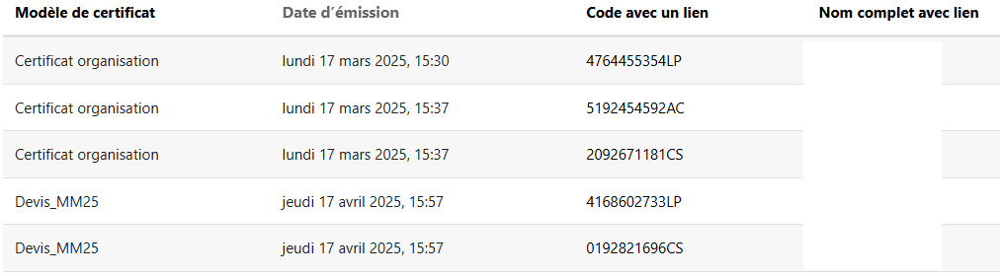 Modèle de certificat Date d´émission Code avec un lien Nom complet avec lien
Certificat organisation lundi 17 mars 2025, 15:30 4764455354LP
Certificat organisation lundi 17 mars 2025, 15:37 5192454592AC
Certificat organisation lundi 17 mars 2025, 15:37 2092671181CS
Devis_MM25 jeudi 17 avril 2025, 15:57 4168602733LP
Devis_MM25 jeudi 17 avril 2025, 15:57 0192821696CS